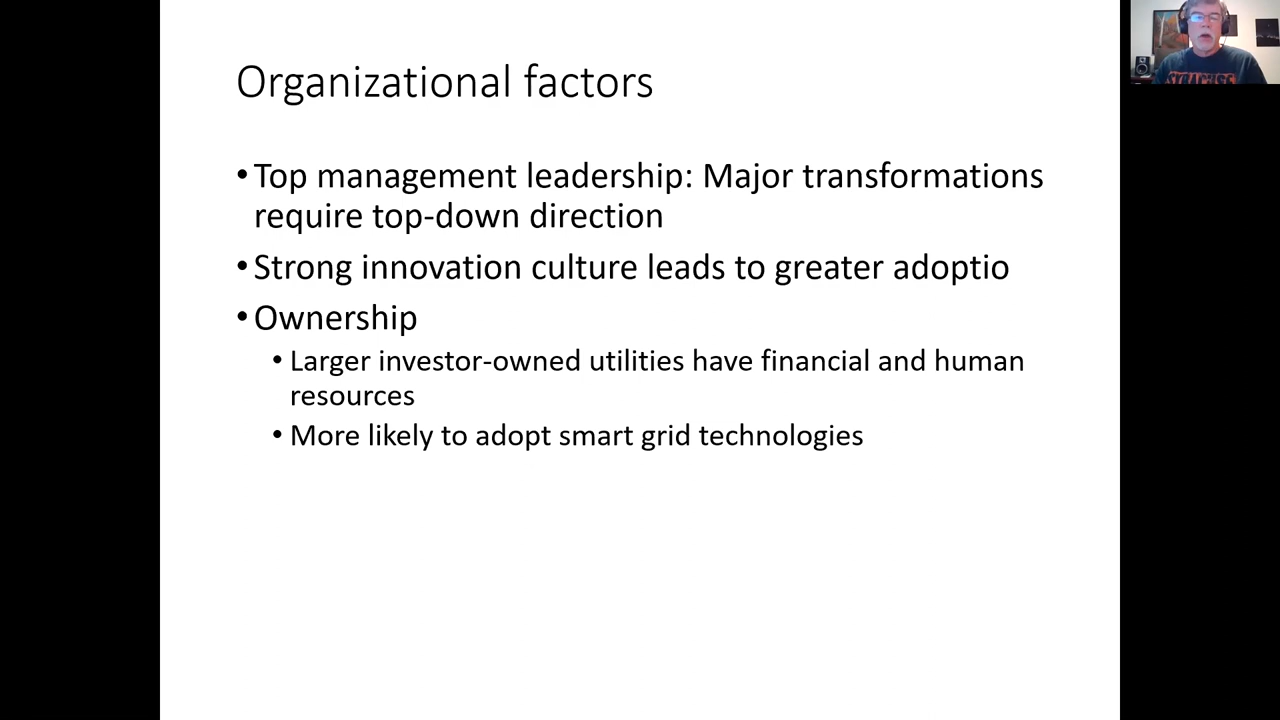 Organizational factors
• Top management leadership: Major transformations
require top-down direction
• Strong innovation culture leads to greater adoptio
• Ownership
• Larger investor-owned utilities have financial and human
resources
• More likely to adopt smart grid technologies